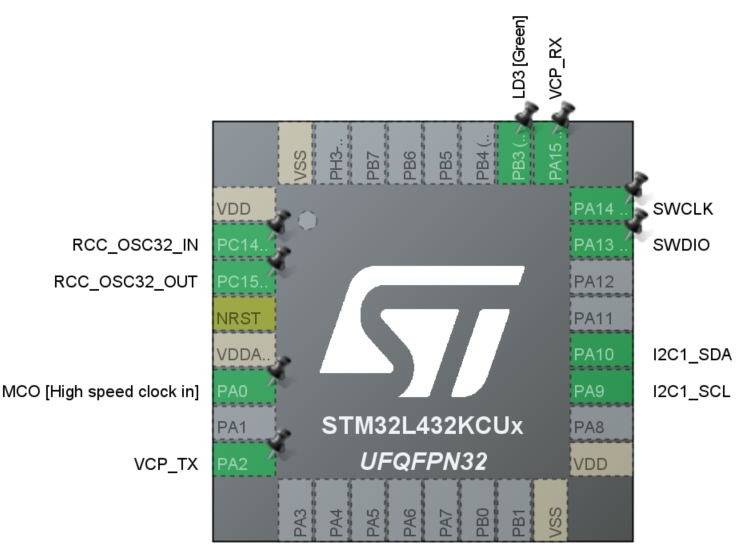 LD3 [Green]
VCP_RX
VSS
PH3-..
PB7
PB6
PB5
PB4 (..
PB3 (..
PA15 ..
VDD
PA14 ..
SWCLK
RCC_OSC32_IN
PC14..
PA13 ..
SWDIO
RCC_OSC32_OUT
PC15..
PA12
NRST
PA11
VDDA..
PA10
I2C1_SDA
MCO [High speed clock in]
PA0
PA9
I2C1_SCL
PA1
PA8
VCP_TX
PA2
VDD
ST
STM32L432KCUx
UFQFPN32
PA3
PA4
PA5
PA6
PA7
PB0
PB1
VSS